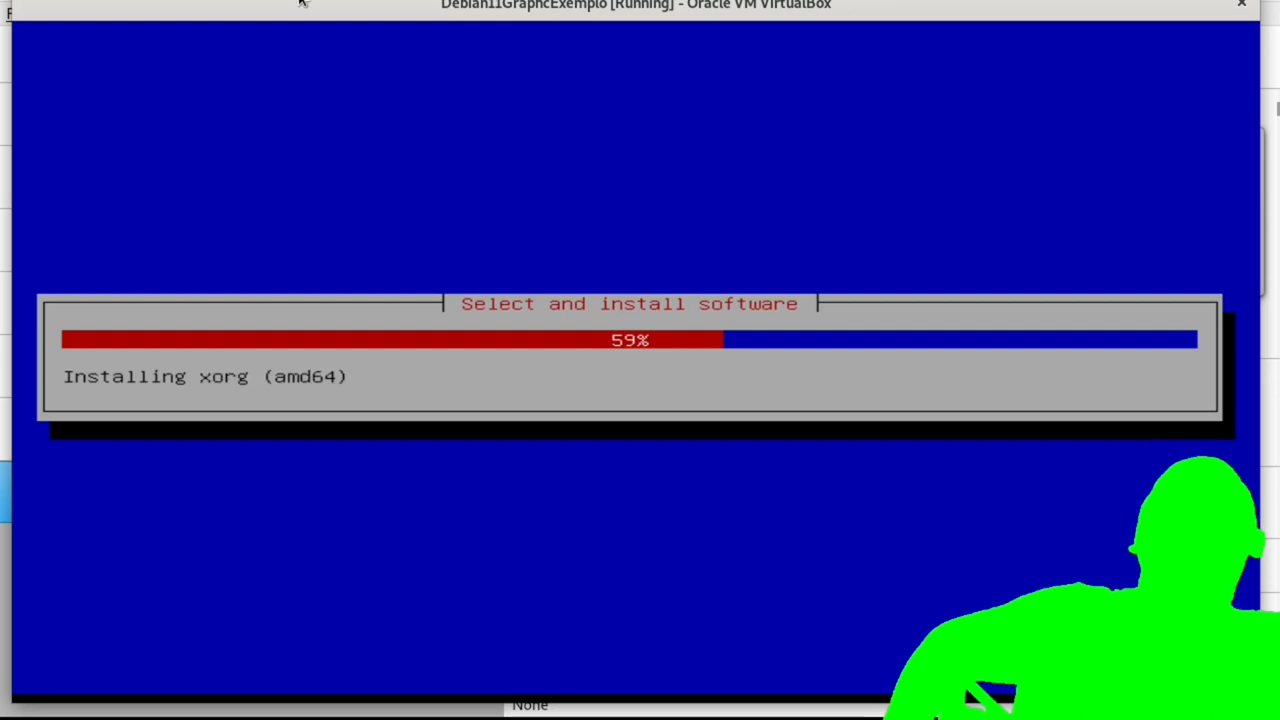 Debian11GraphcExemplo [Running] - Oracle VM VirtualBox
Select and install software
59%
Installing xorg (amd64)
None